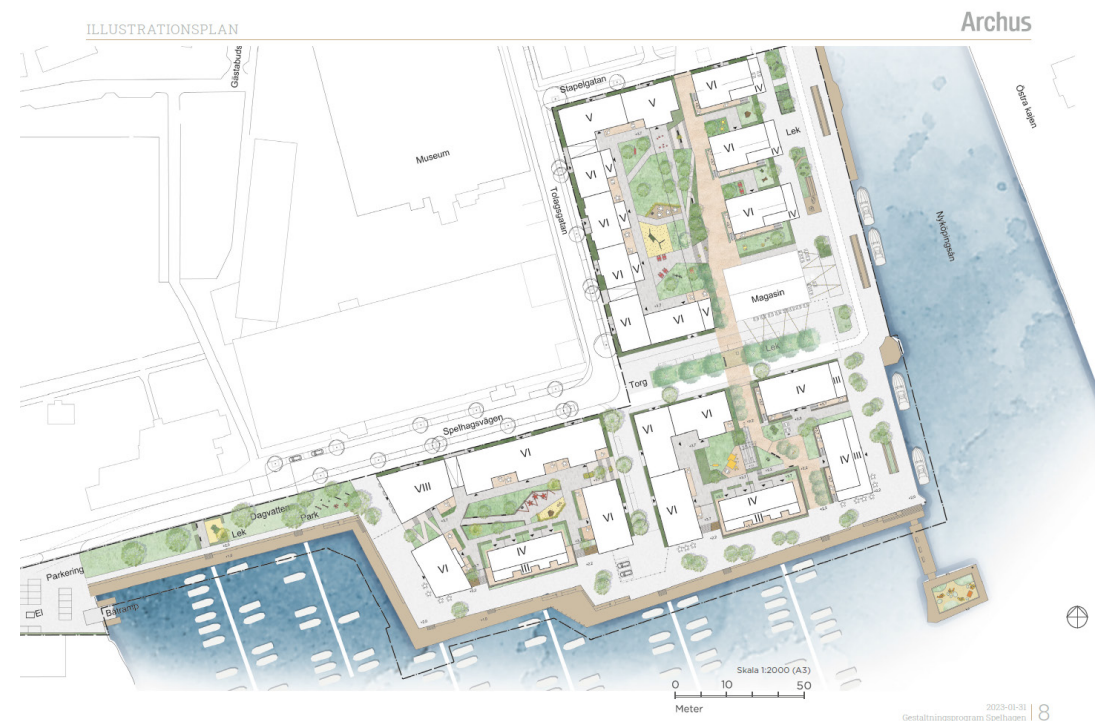 ILLUSTRATIONSPLAN
Archus
Gästabuds
Stapelgatan
Östra kajen
VI
IV
V
V
Museum
Lek
VI
IV
VI
V
Tolagsgatan
VI
IV
VI
V
Nyköpingsån
VI
V
Magasin
VI
VI
V
Lek
Torg
IV
III
Spelhagsvägen
VI
VI
VI
VIII
IV
III
Dagvatten
Park
Lek
VI
VI
IV
III
IV
III
VI
Parkering
El
Båtramp
Skala 1:2000 (A3)
0 10 50
Meter
2023-01-31
Gestaltningsprogram Spelhagen
8